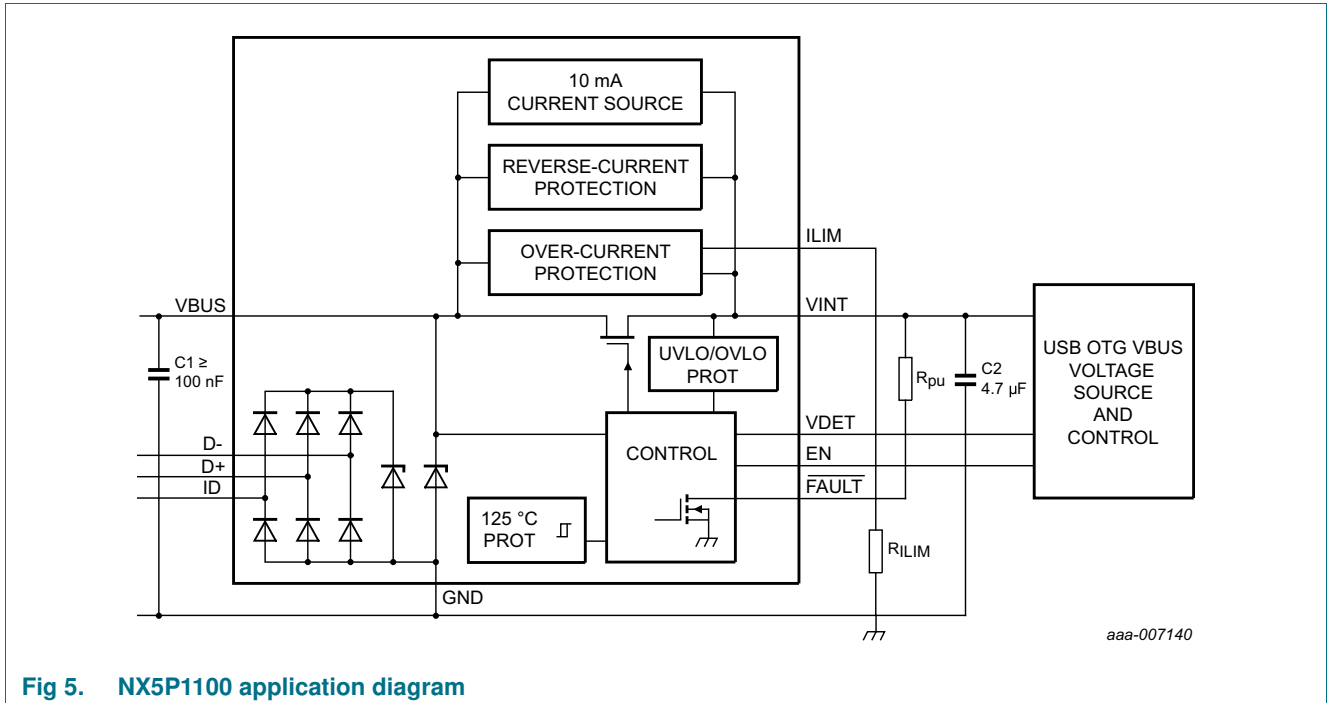 10 mA
CURRENT SOURCE
REVERSE-CURRENT
PROTECTION
OVER-CURRENT
PROTECTION
ILIM
VBUS
VINT
C1 ≥
100 nF
UVLO/OVLO
PROT
Rpu
C2
4.7 µF
USB OTG VBUS
VOLTAGE
SOURCE
AND
CONTROL
D-
D+
ID
CONTROL
VDET
EN
FAULT
125 °C
PROT
RILIM
GND
aaa-007140
Fig 5. NX5P1100 application diagram